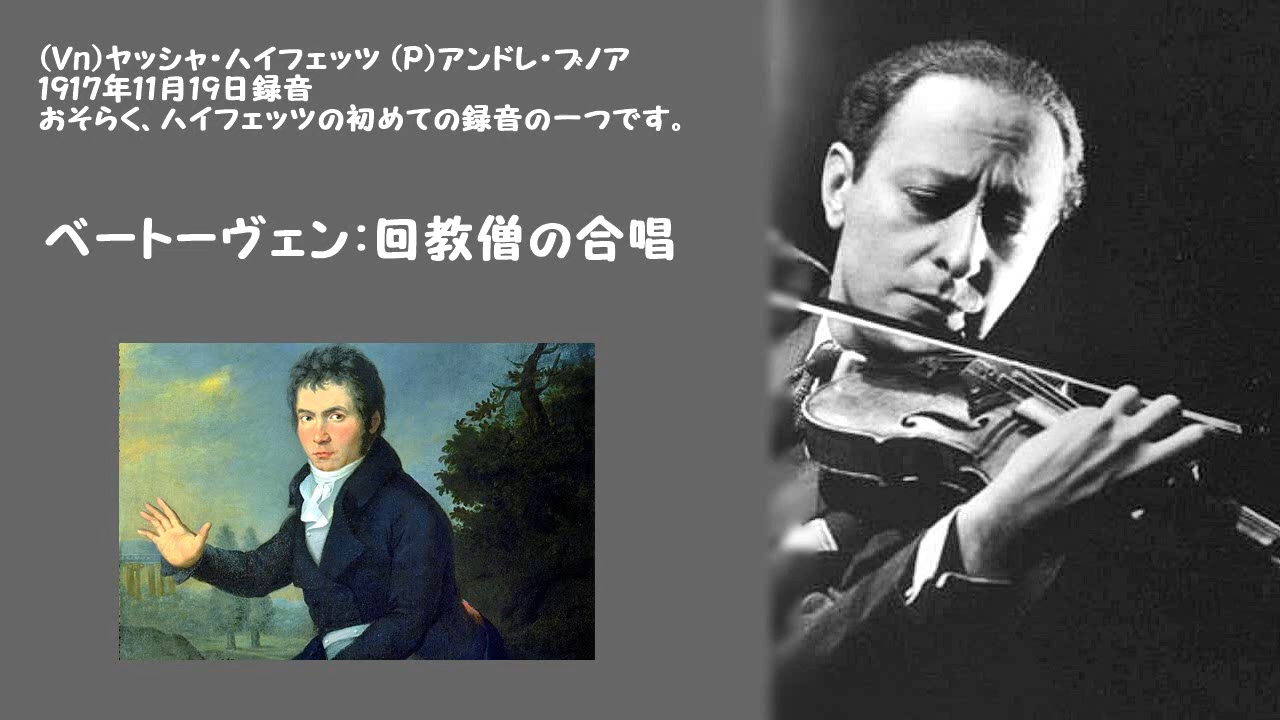 (Vn)ヤッシャ・ハイフェッツ (P)アンドレ・ブノア
1917年11月19日録音
おそらく、ハイフェッツの初めての録音の一つです。
ベートーヴェン:回教僧の合唱